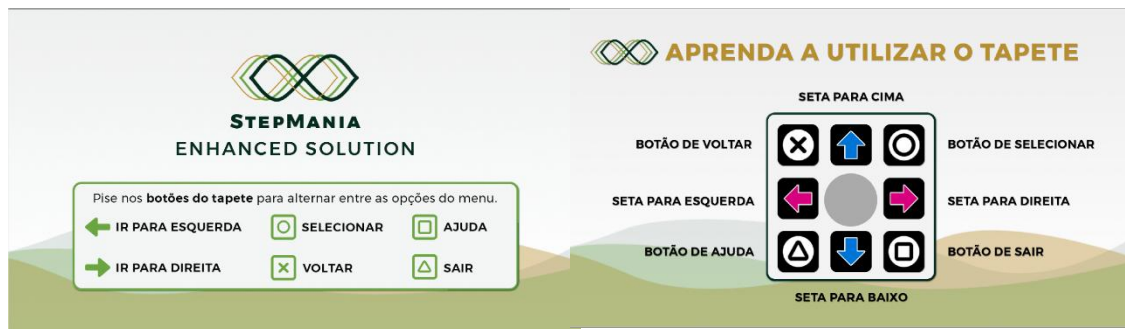 STEPMANIA
ENHANCED SOLUTION
Pise nos botões do tapete para alternar entre as opções do menu.
IR PARA ESQUERDA
SELECIONAR
AJUDA
IR PARA DIREITA
VOLTAR
SAIR
APRENDA A UTILIZAR O TAPETE
SETA PARA CIMA
BOTÃO DE VOLTAR
BOTÃO DE SELECIONAR
SETA PARA ESQUERDA
SETA PARA DIREITA
BOTÃO DE AJUDA
BOTÃO DE SAIR
SETA PARA BAIXO